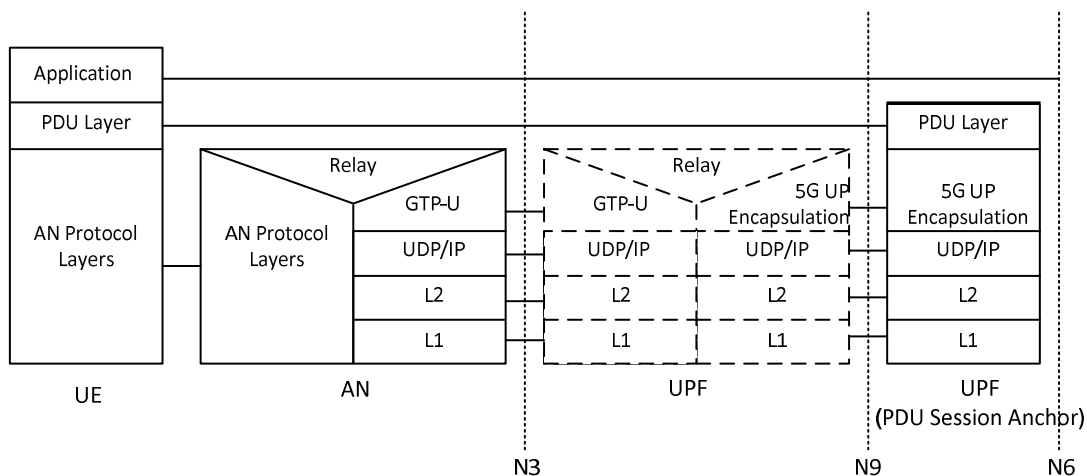 Application
PDU Layer
PDU Layer
Relay
Relay
GTP-U
GTP-U
5G UP
Encapsulation
5G UP
Encapsulation
AN Protocol
Layers
AN Protocol
Layers
UDP/IP
UDP/IP
UDP/IP
UDP/IP
L2
L2
L2
L2
L1
L1
L1
L1
UE
AN
UPF
UPF
(PDU Session Anchor)
N3
N9
N6